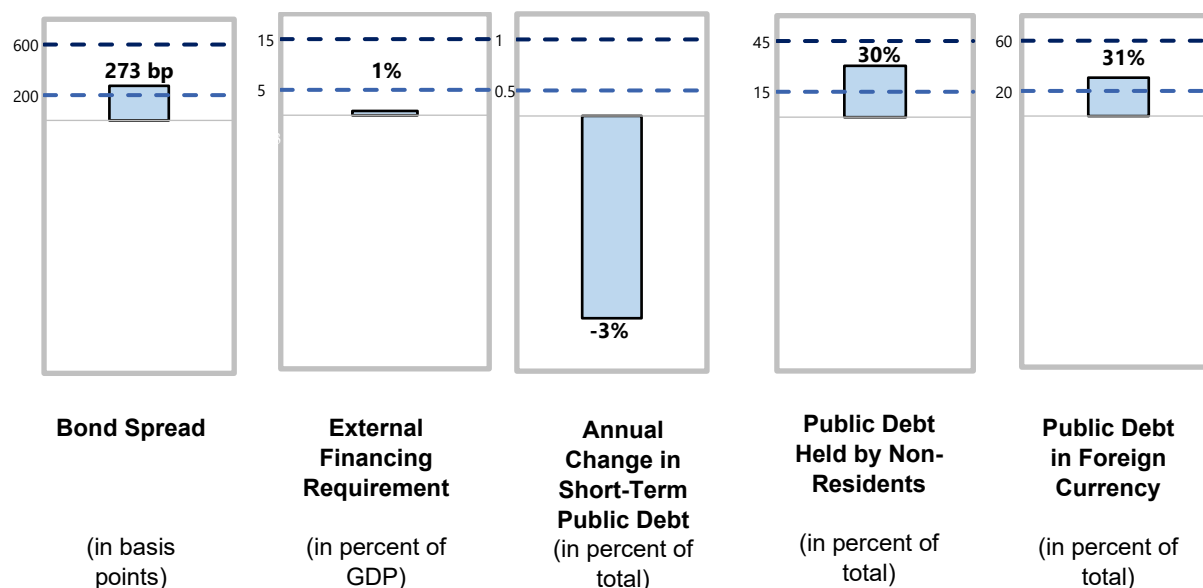 600
273 bp
200
Bond Spread
(in basis
points)
15
1%
5
External
Financing
Requirement
(in percent of
GDP)
1
0.5
-3%
Annual
Change in
Short-Term
Public Debt
(in percent of
total)
45
30%
15
Public Debt
Held by Non-
Residents
(in percent of
total)
60
31%
20
Public Debt
in Foreign
Currency
(in percent of
total)